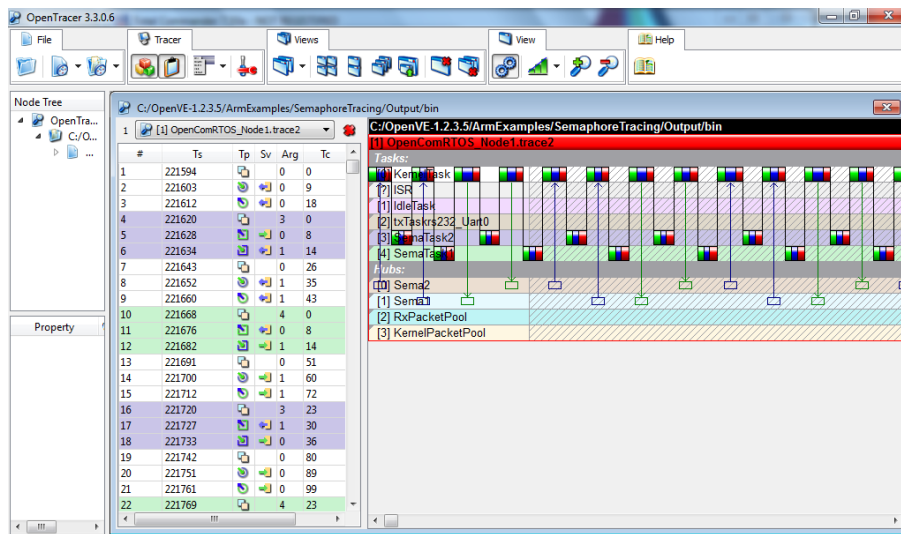 OpenTracer 3.3.0.6
File
Tracer
Views
View
Help
Node Tree
OpenTra...
C:/O...
...
Property
C:/OpenVE-1.2.3.5/ArmExamples/SemaphoreTracing/Output/bin
1 [1] OpenComRTOS_Node1.trace2
# Ts Tp Sv Arg Tc
1 221594 0 0
2 221603 0 9
3 221612 0 18
4 221620 3 0
5 221628 0 8
6 221634 1 14
7 221643 0 26
8 221652 1 35
9 221660 1 43
10 221668 4 0
11 221676 0 8
12 221682 1 14
13 221691 0 51
14 221700 1 60
15 221712 1 72
16 221720 3 23
17 221727 1 30
18 221733 0 36
19 221742 0 80
20 221751 0 89
21 221761 0 99
22 221769 4 23
C:/OpenVE-1.2.3.5/ArmExamples/SemaphoreTracing/Output/bin
[1] OpenComRTOS_Node1.trace2
Tasks:
[?] ISR
[1] IdleTask
[2] txTaskrs232_Uart0
[3] SemaTask2
[4] SemaTask1
Hubs:
[0] Sema2
[1] Sema1
[2] RxPacketPool
[3] KernelPacketPool